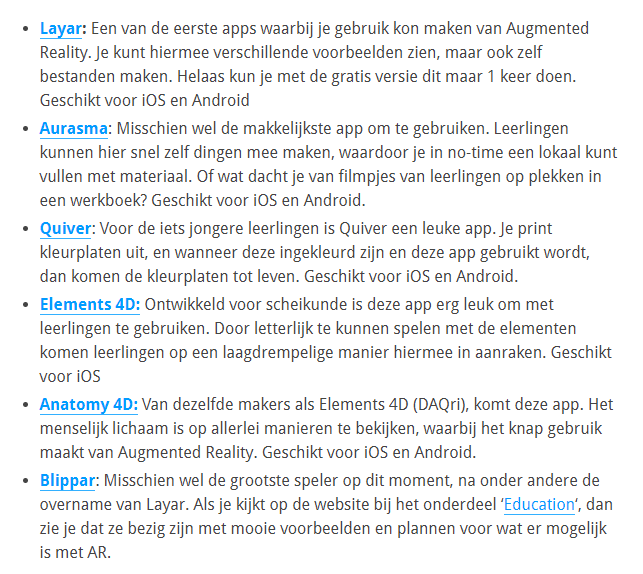 Layar: Een van de eerste apps waarbij je gebruik kon maken van Augmented
Reality. Je kunt hiermee verschillende voorbeelden zien, maar ook zelf
bestanden maken. Helaas kun je met de gratis versie dit maar 1 keer doen.
Geschikt voor iOS en Android
Aurasma: Misschien wel de makkelijkste app om te gebruiken. Leerlingen
kunnen hier snel zelf dingen mee maken, waardoor je in no-time een lokaal kunt
vullen met materiaal. Of wat dacht je van filmpjes van leerlingen op plekken in
een werkboek? Geschikt voor iOS en Android.
Quiver: Voor de iets jongere leerlingen is Quiver een leuke app. Je print
kleurplaten uit, en wanneer deze ingekleurd zijn en deze app gebruikt wordt,
dan komen de kleurplaten tot leven. Geschikt voor iOS en Android.
Elements 4D: Ontwikkeld voor scheikunde is deze app erg leuk om met
leerlingen te gebruiken. Door letterlijk te kunnen spelen met de elementen
komen leerlingen op een laagdrempelige manier hiermee in aanraken. Geschikt
voor iOS
Anatomy 4D: Van dezelfde makers als Elements 4D (DAQri), komt deze app. Het
menselijk lichaam is op allerlei manieren te bekijken, waarbij het knap gebruik
maakt van Augmented Reality. Geschikt voor iOS en Android.
Blippar: Misschien wel de grootste speler op dit moment, na onder andere de
overname van Layar. Als je kijkt op de website bij het onderdeel ‘Education‘, dan
zie je dat ze bezig zijn met mooie voorbeelden en plannen voor wat er mogelijk
is met AR.